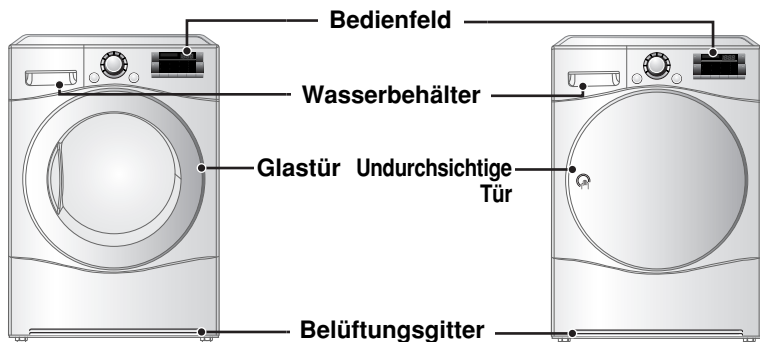 Bedienfeld
Wasserbehälter
Glastür
Undurchsichtige
Tür
Belüftungsgitter